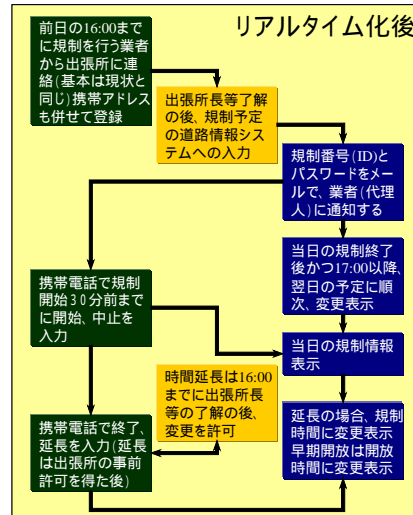 リアルタイム化後
前日の16:00まで
に規制を行う業者
から出張所に連
絡(基本は現状と
同じ)携帯アドレス
も併せて登録
出張所長等了解
の後、規制予定
の道路情報シス
テムへの入力
規制番号(ID)と
パスワードをメー
ルで、業者(代理
人)に通知する
当日の規制終了
後かつ17:00以降、
翌日の予定に順
次、変更表示
携帯電話で規制
開始30分前まで
に開始、中止を
入力
当日の規制情報
表示
時間延長は16:00
までに出張所長
等の了解の後、
変更を許可
携帯電話で終了、
延長を入力(延長
は出張所の事前
許可を得た後)
延長の場合、規制
時間に変更表示
早期開放は開放
時間に変更表示